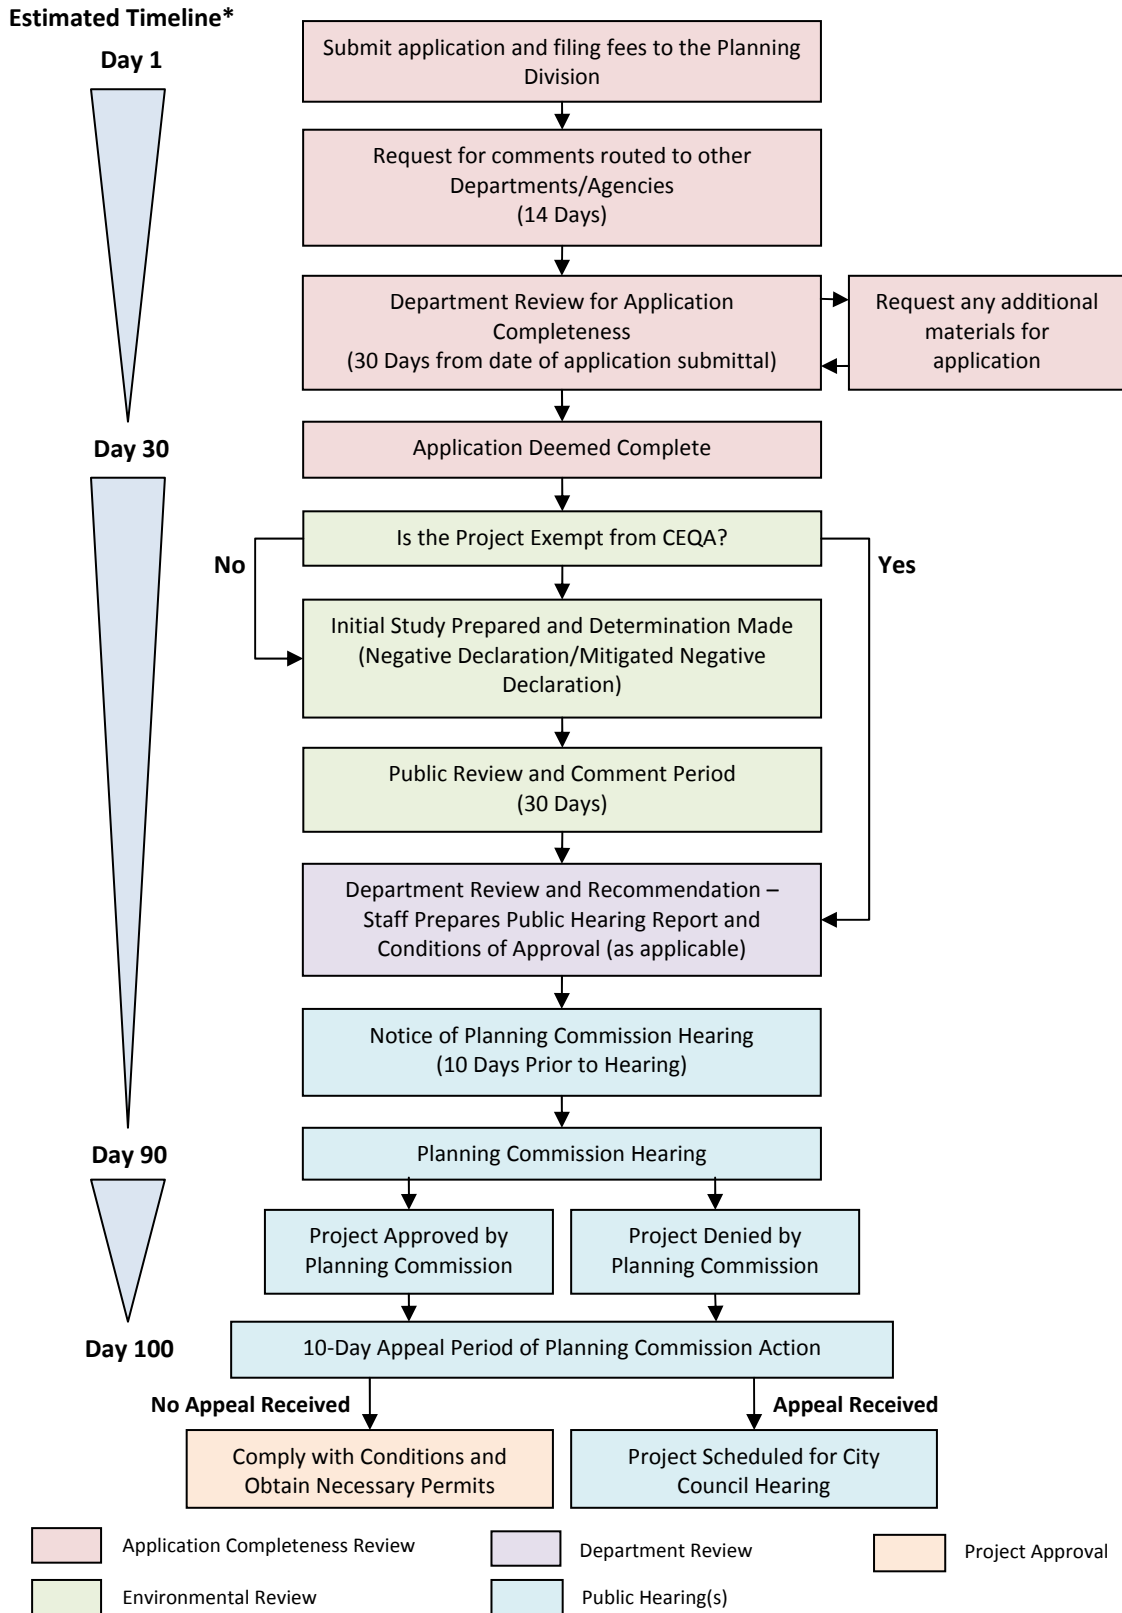 Estimated Timeline*
Day 1
Submit application and filing fees to the Planning
Division
Request for comments routed to other
Departments/Agencies
(14 Days)
Department Review for Application
Completeness
(30 Days from date of application submittal)
Request any additional
materials for
application
Day 30
Application Deemed Complete
Is the Project Exempt from CEQA?
No
Yes
Initial Study Prepared and Determination Made
(Negative Declaration/Mitigated Negative
Declaration)
Public Review and Comment Period
(30 Days)
Department Review and Recommendation –
Staff Prepares Public Hearing Report and
Conditions of Approval (as applicable)
Notice of Planning Commission Hearing
(10 Days Prior to Hearing)
Day 90
Planning Commission Hearing
Project Approved by
Planning Commission
Project Denied by
Planning Commission
Day 100
10-Day Appeal Period of Planning Commission Action
No Appeal Received
Appeal Received
Comply with Conditions and
Obtain Necessary Permits
Project Scheduled for City
Council Hearing
Application Completeness Review
Department Review
Project Approval
Environmental Review
Public Hearing(s)